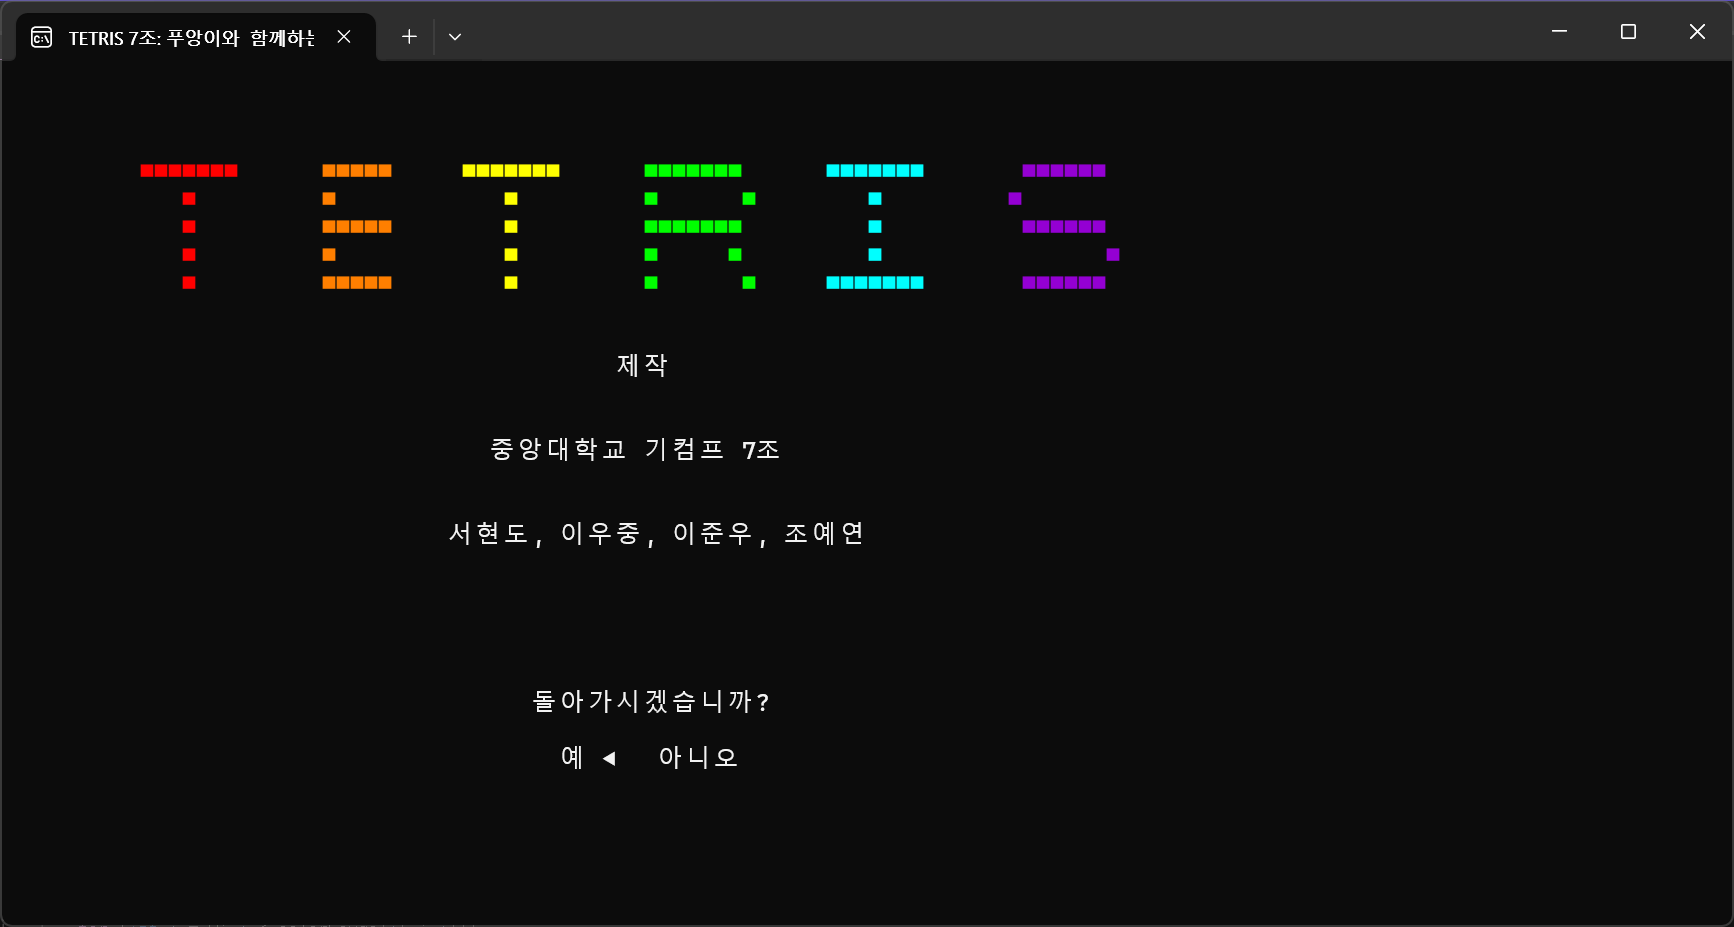 TETRIS 7조: 푸앙이와 함께하는
TETRIS
제작
중앙대학교 기컴프 7조
서현도, 이우중, 이준우, 조예연
돌아가시겠습니까?
예 ◀ 아니오